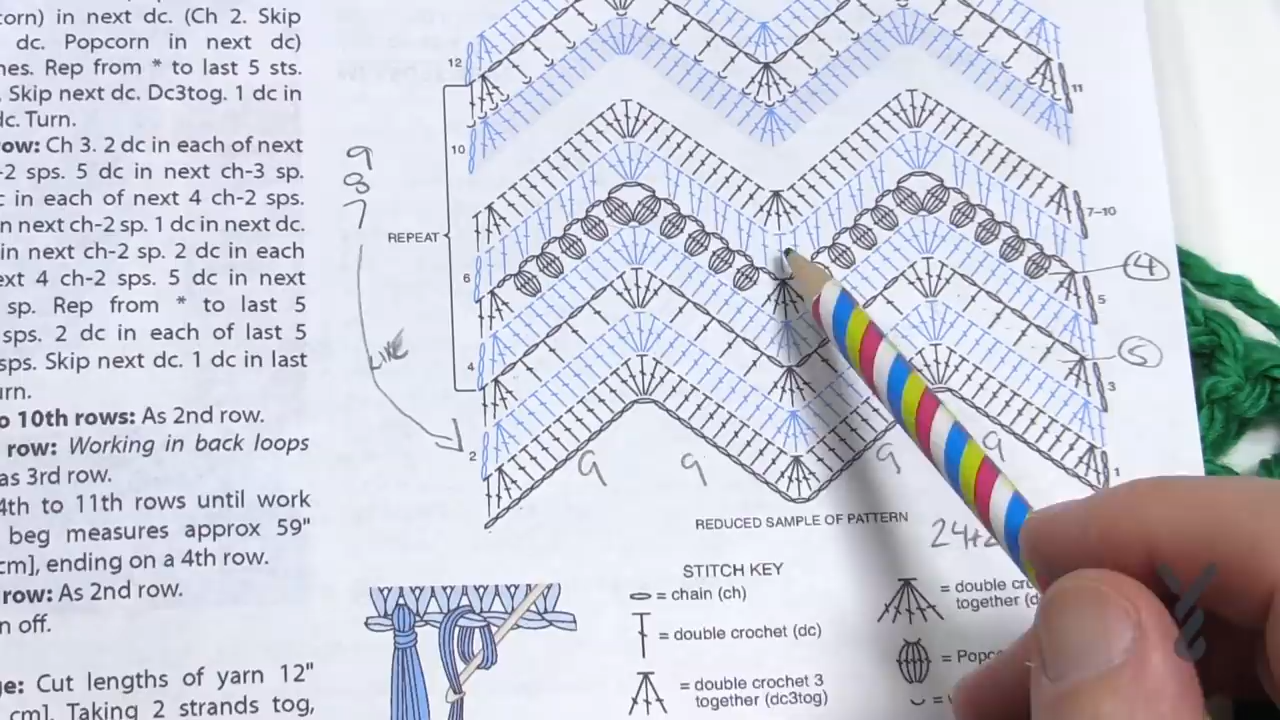 corn) in next dc. (Ch 2. Skip
dc. Popcorn in next dc)
nes. Rep from * to last 5 sts.
. Skip next dc. Dc3tog. 1 dc in
dc. Turn.
row: Ch 3. 2 dc in each of next
-2 sps. 5 dc in next ch-3 sp.
c in each of next 4 ch-2 sps.
n next ch-2 sp. 1 dc in next dc.
in next ch-2 sp. 2 dc in each
ext 4 ch-2 sps. 5 dc in next
sp. Rep from * to last 5
sps. 2 dc in each of last 5
sps. Skip next dc. 1 dc in last
urn.
o 10th rows: As 2nd row.
row: Working in back loops
as 3rd row.
4th to 11th rows until work
beg measures approx 59"
cm], ending on a 4th row.
row: As 2nd row.
n off.
ge: Cut lengths of yarn 12"
cm]. Taking 2 strands tog,
9
8
7
LIKE
REPEAT
12
10
6
4
2
11
7-10
5
3
1
4
5
9
9
9
9
REDUCED SAMPLE OF PATTERN
24+2
STITCH KEY
= chain (ch)
= double crochet (dc)
= double crochet 3
together (dc3tog)
= double cro
together (d
= Popc
=